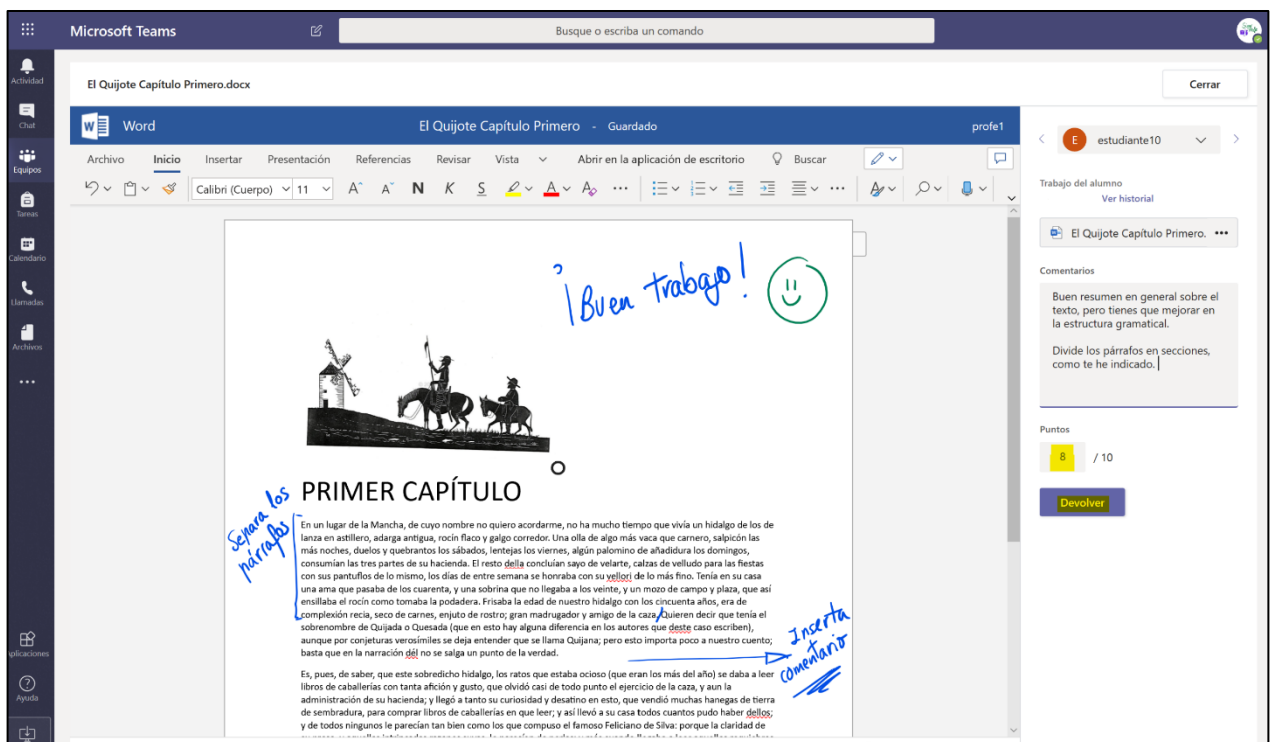 Microsoft Teams
Busque o escriba un comando
Actividad
Chat
Equipos
Tareas
Calendario
Llamadas
Archivos
Aplicaciones
Ayuda
El Quijote Capítulo Primero.docx
Cerrar
Word
El Quijote Capítulo Primero - Guardado
profe1
Archivo Inicio Insertar Presentación Referencias Revisar Vista Abrir en la aplicación de escritorio Buscar
Calibri (Cuerpo) 11 A A N K S A A
¡Buen trabajo!
Separa los
párrafos
PRIMER CAPÍTULO
En un lugar de la Mancha, de cuyo nombre no quiero acordarme, no ha mucho tiempo que vivía un hidalgo de los de
lanza en astillero, adarga antigua, rocín flaco y galgo corredor. Una olla de algo más vaca que carnero, salpicón las
más noches, duelos y quebrantos los sábados, lentejas los viernes, algún palomino de añadidura los domingos,
consumían las tres partes de su hacienda. El resto della concluían sayo de velarte, calzas de velludo para las fiestas
con sus pantuflos de lo mismo, los días de entre semana se honraba con su vellori de lo más fino. Tenía en su casa
una ama que pasaba de los cuarenta, y una sobrina que no llegaba a los veinte, y un mozo de campo y plaza, que así
ensillaba el rocín como tomaba la podadera. Frisaba la edad de nuestro hidalgo con los cincuenta años, era de
complexión recia, seco de carnes, enjuto de rostro; gran madrugador y amigo de la caza. Quieren decir que tenía el
sobrenombre de Quijada o Quesada (que en esto hay alguna diferencia en los autores que deste caso escriben),
aunque por conjeturas verosímiles se deja entender que se llama Quijana; pero esto importa poco a nuestro cuento;
basta que en la narración dél no se salga un punto de la verdad.
Inserta
comentario
Es, pues, de saber, que este sobredicho hidalgo, los ratos que estaba ocioso (que eran los más del año) se daba a leer
libros de caballerías con tanta afición y gusto, que olvidó casi de todo punto el ejercicio de la caza, y aun la
administración de su hacienda; y llegó a tanto su curiosidad y desatino en esto, que vendió muchas hanegas de tierra
de sembradura, para comprar libros de caballerías en que leer; y así llevó a su casa todos cuantos pudo haber dellos;
y de todos ningunos le parecían tan bien como los que compuso el famoso Feliciano de Silva: porque la claridad de
E estudiante10
Trabajo del alumno
Ver historial
El Quijote Capítulo Primero.
Comentarios
Buen resumen en general sobre el
texto, pero tienes que mejorar en
la estructura gramatical.
Divide los párrafos en secciones,
como te he indicado.
Puntos
8 / 10
Devolver